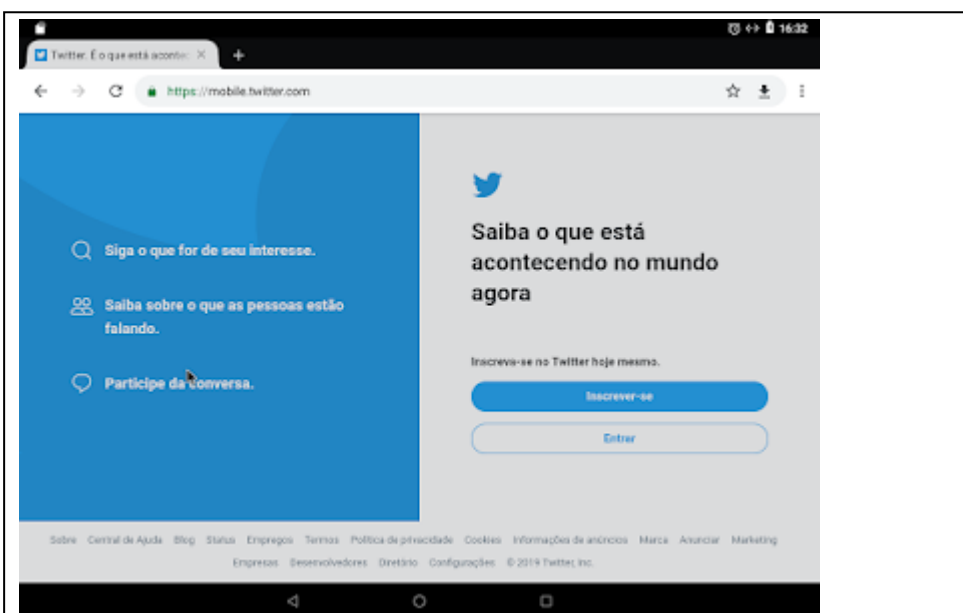 16:32
Twitter. É o que está acontec
https://mobile.twitter.com
Siga o que for de seu interesse.
Saiba sobre o que as pessoas estão
falando.
Participe da conversa.
Saiba o que está
acontecendo no mundo
agora
Inscreva-se no Twitter hoje mesmo.
Inscrever-se
Entrar
Sobre Central de Ajuda Blog Status Empregos Termos Política de privacidade Cookies Informações de anúncios Marca Anunciar Marketing
Empresas Desenvolvedores Diretório Configurações © 2019 Twitter, Inc.